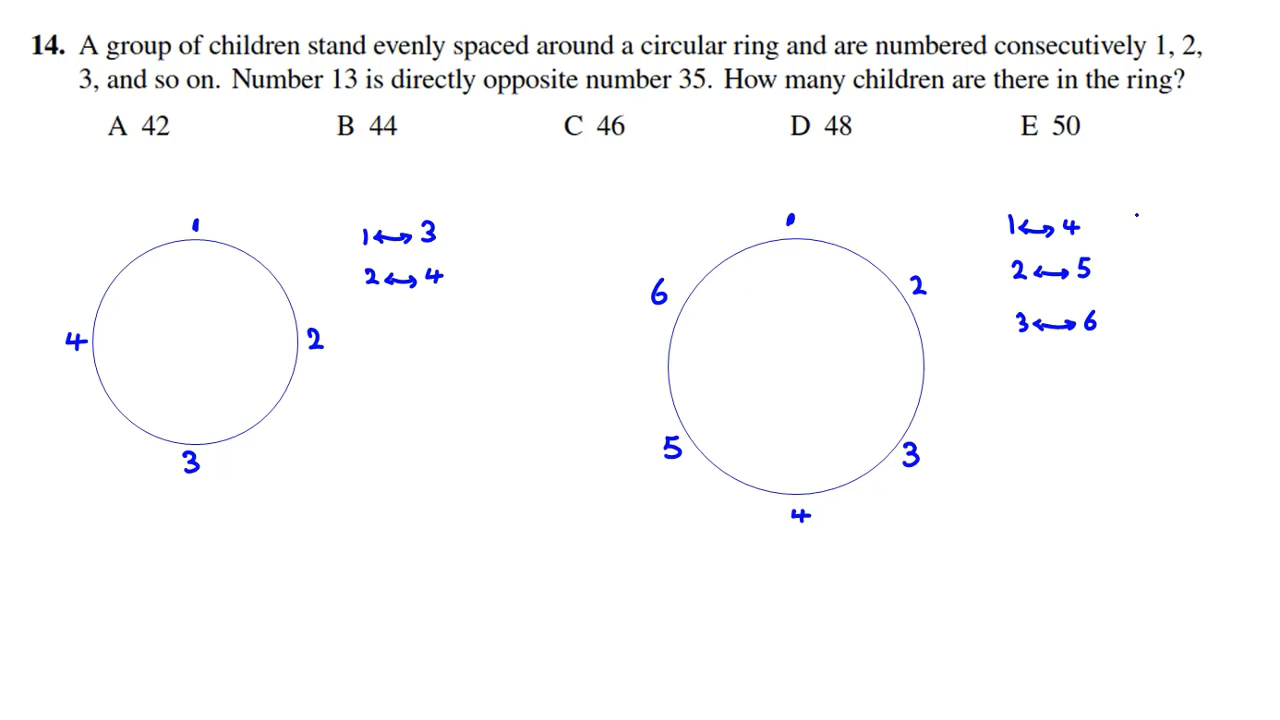 14. A group of children stand evenly spaced around a circular ring and are numbered consecutively 1, 2,
3, and so on. Number 13 is directly opposite number 35. How many children are there in the ring?
A 42 B 44 C 46 D 48 E 50
1
4 2
3
1 ↔ 3
2 ↔ 4
1
6 2
5 3
4
1 ↔ 4
2 ↔ 5
3 ↔ 6